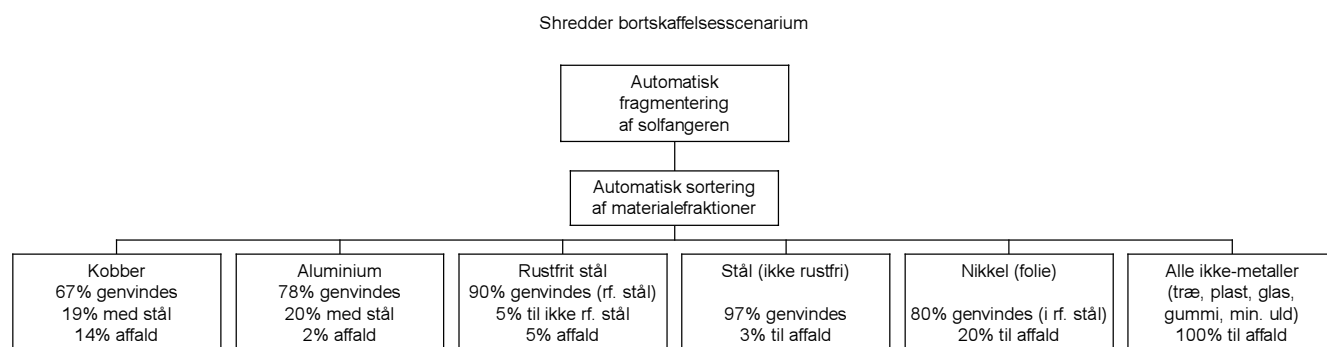 Shredder bortskaffelsesscenarium
Automatisk
fragmentering
af solfangeren
Automatisk sortering
af materialefraktioner
Kobber
67% genvindes
19% med stål
14% affald
Aluminium
78% genvindes
20% med stål
2% affald
Rustfrit stål
90% genvindes (rf. stål)
5% til ikke rf. stål
5% affald
Stål (ikke rustfri)
97% genvindes
3% til affald
Nikkel (folie)
80% genvindes (i rf. stål)
20% til affald
Alle ikke-metaller
(træ, plast, glas,
gummi, min. uld)
100% til affald